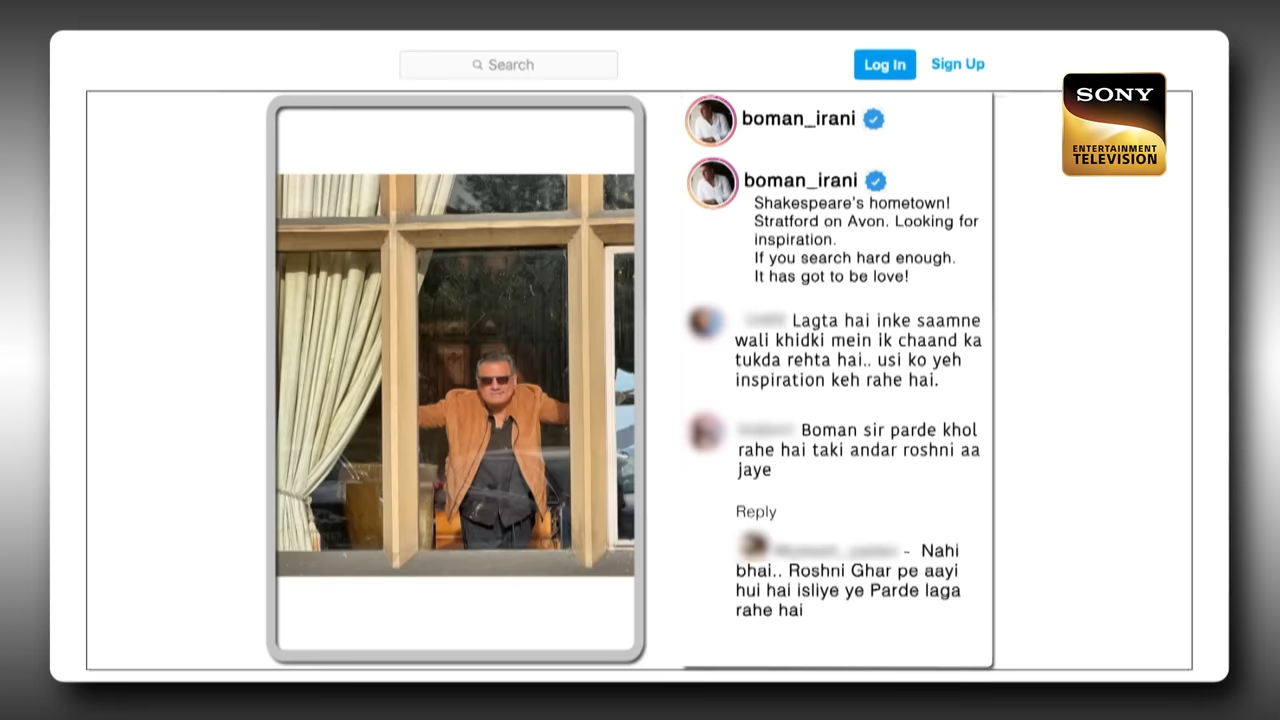 Search
Log In
Sign Up
SONY
ENTERTAINMENT
TELEVISION
boman_irani
boman_irani
Shakespeare's hometown!
Stratford on Avon. Looking for
inspiration.
If you search hard enough.
It has got to be love!
Lagta hai inke saamne
wali khidki mein ik chaand ka
tukda rehta hai.. usi ko yeh
inspiration keh rahe hai.
Boman sir parde khol
rahe hai taki andar roshni aa
jaye
Reply
- Nahi
bhai.. Roshni Ghar pe aayi
hui hai isliye ye Parde laga
rahe hai